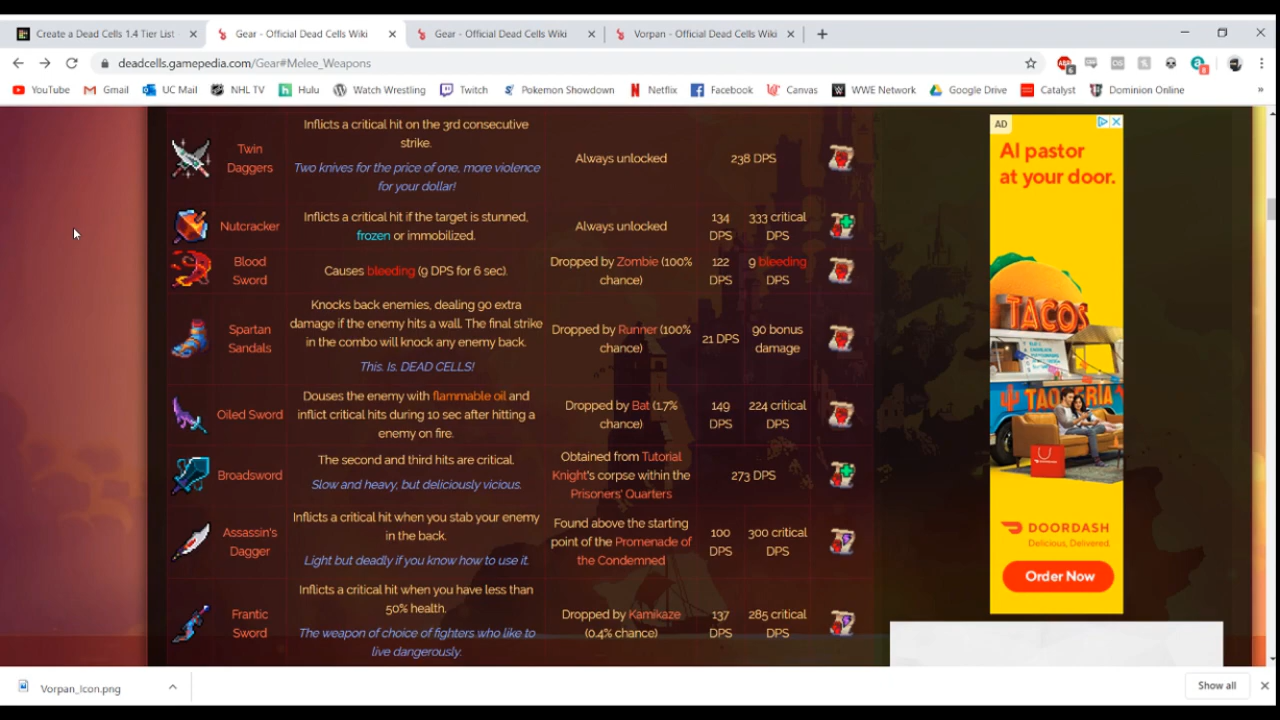 Create a Dead Cells 1.4 Tier List
Gear - Official Dead Cells Wiki
Gear - Official Dead Cells Wiki
Vorpan - Official Dead Cells Wiki
deadcells.gamepedia.com/Gear#Melee_Weapons
YouTube
Gmail
UC Mail
NHL TV
Hulu
Watch Wrestling
Twitch
Pokemon Showdown
Netflix
Facebook
Canvas
WWE Network
Google Drive
Catalyst
Dominion Online
»
Twin
Daggers
Inflicts a critical hit on the 3rd consecutive
strike.
Two knives for the price of one, more violence
for your dollar!
Always unlocked
238 DPS
Nutcracker
Inflicts a critical hit if the target is stunned,
frozen or immobilized.
Always unlocked
134
DPS
333 critical
DPS
Blood
Sword
Causes bleeding (9 DPS for 6 sec).
Dropped by Zombie (100%
chance)
122
DPS
9 bleeding
DPS
Spartan
Sandals
Knocks back enemies, dealing 90 extra
damage if the enemy hits a wall. The final strike
in the combo will knock any enemy back.
This. Is. DEAD CELLS!
Dropped by Runner (100%
chance)
21 DPS
90 bonus
damage
Oiled Sword
Douses the enemy with flammable oil and
inflict critical hits during 10 sec after hitting a
enemy on fire.
Dropped by Bat (1.7%
chance)
149
DPS
224 critical
DPS
Broadsword
The second and third hits are critical.
Slow and heavy, but deliciously vicious.
Obtained from Tutorial
Knight's corpse within the
Prisoners' Quarters
273 DPS
Assassin's
Dagger
Inflicts a critical hit when you stab your enemy
in the back.
Light but deadly if you know how to use it.
Found above the starting
point of the Promenade of
the Condemned
100
DPS
300 critical
DPS
Frantic
Sword
Inflicts a critical hit when you have less than
50% health.
The weapon of choice of fighters who like to
live dangerously.
Dropped by Kamikaze
(0.4% chance)
137
DPS
285 critical
DPS
AD
Al pastor
at your door.
TACOS
DOORDASH
Delicious, Delivered.
Order Now
Vorpan_Icon.png
Show all